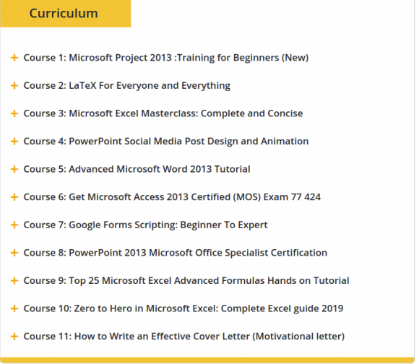 Curriculum
+ Course 1: Microsoft Project 2013 :Training for Beginners (New)
+ Course 2: LaTeX For Everyone and Everything
+ Course 3: Microsoft Excel Masterclass: Complete and Concise
+ Course 4: PowerPoint Social Media Post Design and Animation
+ Course 5: Advanced Microsoft Word 2013 Tutorial
+ Course 6: Get Microsoft Access 2013 Certified (MOS) Exam 77 424
+ Course 7: Google Forms Scripting: Beginner To Expert
+ Course 8: PowerPoint 2013 Microsoft Office Specialist Certification
+ Course 9: Top 25 Microsoft Excel Advanced Formulas Hands on Tutorial
+ Course 10: Zero to Hero in Microsoft Excel: Complete Excel guide 2019
+ Course 11: How to Write an Effective Cover Letter (Motivational letter)